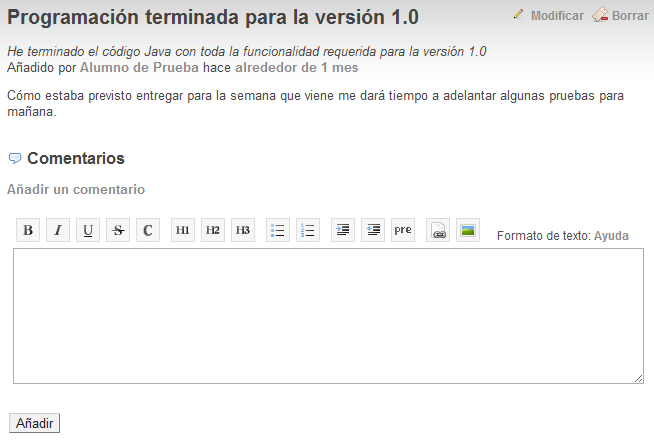 Programación terminada para la versión 1.0
Modificar Borrar
He terminado el código Java con toda la funcionalidad requerida para la versión 1.0
Añadido por Alumno de Prueba hace alrededor de 1 mes
Cómo estaba previsto entregar para la semana que viene me dará tiempo a adelantar algunas pruebas para
mañana.
Comentarios
Añadir un comentario
B I U S C H1 H2 H3 pre Formato de texto: Ayuda
Añadir